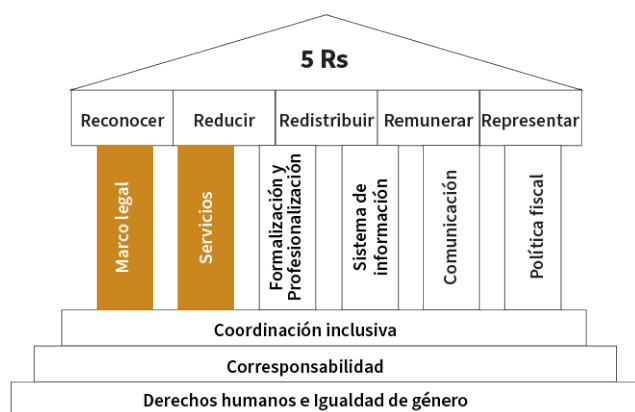 5 Rs
Reconocer
Reducir
Redistribuir
Remunerar
Representar
Marco legal
Servicios
Formalización y
Profesionalización
Sistema de
información
Comunicación
Política fiscal
Coordinación inclusiva
Corresponsabilidad
Derechos humanos e Igualdad de género